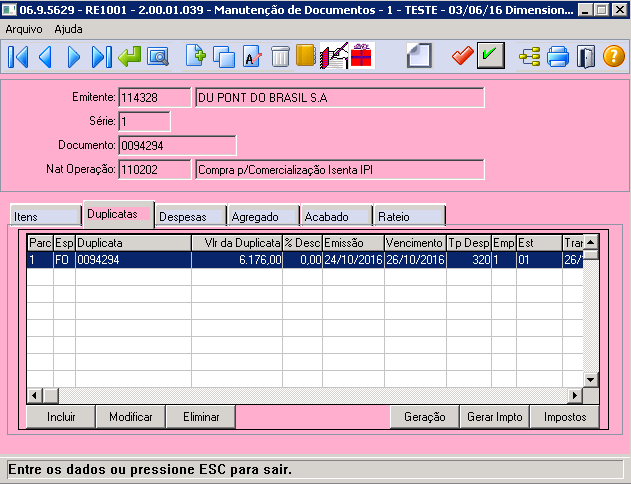 06.9.5629 - RE1001 - 2.00.01.039 - Manutenção de Documentos - 1 - TESTE - 03/06/16 Dimension...
Arquivo Ajuda
Emitente: 114328 DU PONT DO BRASIL S.A
Série: 1
Documento: 0094294
Nat Operação: 110202 Compra p/Comercialização Isenta IPI
Itens Duplicatas Despesas Agregado Acabado Rateio
Parc Esp Duplicata Vlr da Duplicata % Desc Emissão Vencimento Tp Desp Emp Est Tran
1 FO 0094294 6.176,00 0,00 24/10/2016 26/10/2016 320 1 01 26/
Incluir Modificar Eliminar Geração Gerar Impto Impostos
Entre os dados ou pressione ESC para sair.